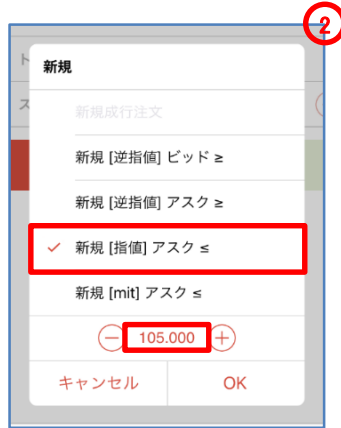 ②
ト
新規
ス
新規成行注文
新規 [逆指値] ビッド ≥
新規 [逆指値] アスク ≥
✓ 新規 [指値] アスク ≤
新規 [mit] アスク ≤
105.000
キャンセル OK